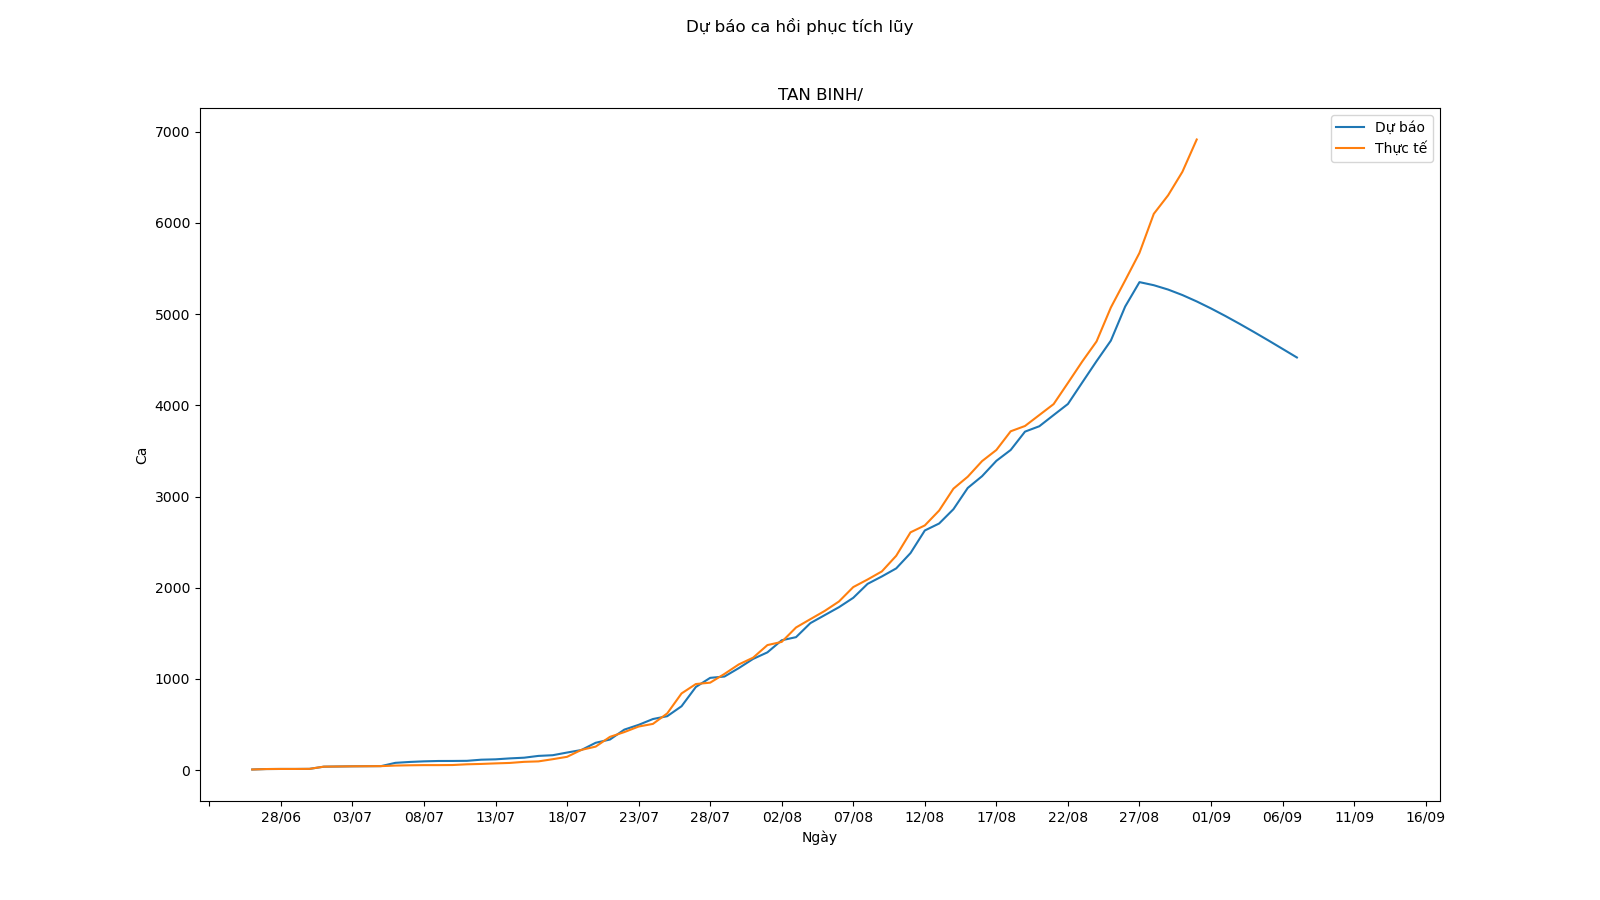 Dự báo ca hồi phục tích lũy
TAN BINH/
Dự báo
Thực tế
7000
6000
5000
4000
3000
2000
1000
0
Ca
28/06 03/07 08/07 13/07 18/07 23/07 28/07 02/08 07/08 12/08 17/08 22/08 27/08 01/09 06/09 11/09 16/09
Ngày